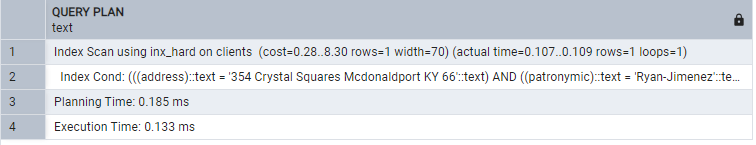 QUERY PLAN
text
1 Index Scan using inx_hard on clients (cost=0.28..8.30 rows=1 width=70) (actual time=0.107..0.109 rows=1 loops=1)
2 Index Cond: (((address)::text = '354 Crystal Squares Mcdonaldport KY 66'::text) AND ((patronymic)::text = 'Ryan-Jimenez'::te...
3 Planning Time: 0.185 ms
4 Execution Time: 0.133 ms